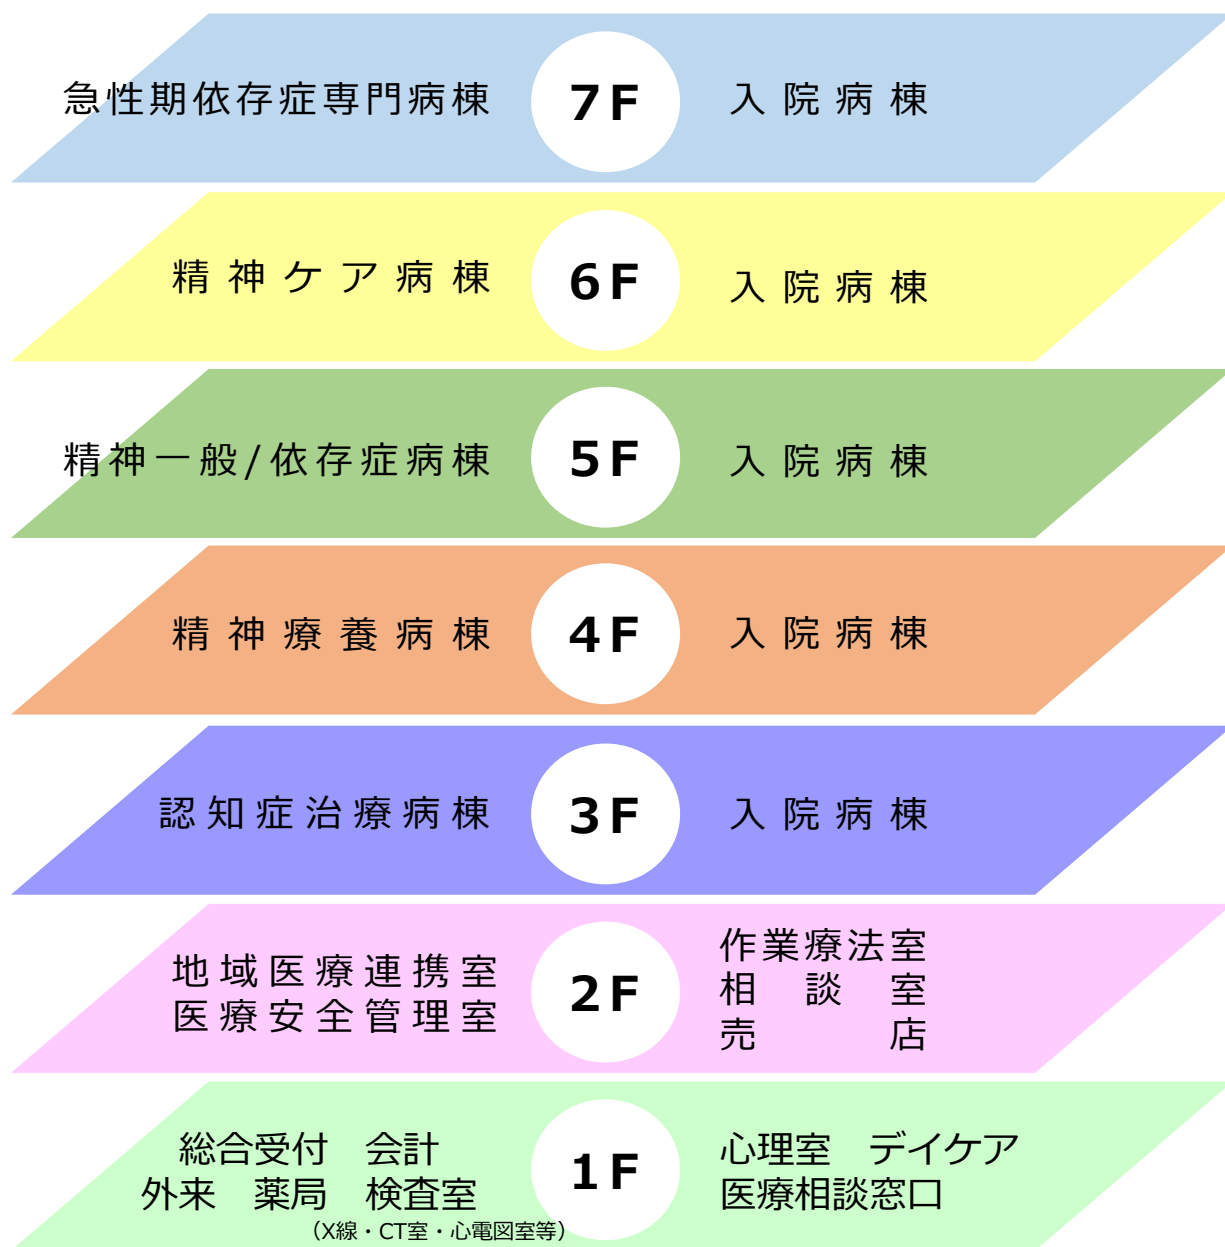 急性期依存症専門病棟 7F 入院病棟
精神ケア病棟 6F 入院病棟
精神一般/依存症病棟 5F 入院病棟
精神療養病棟 4F 入院病棟
認知症治療病棟 3F 入院病棟
地域医療連携室
医療安全管理室
2F
作業療法室
相談室
売店
総合受付 会計
外来 薬局 検査室
（X線・CT室・心電図室等）
1F
心理室 デイケア
医療相談窓口